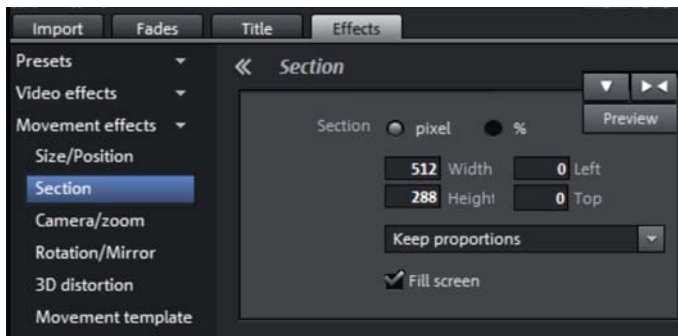 Import Fades Title Effects
Presets
Video effects
Movement effects
Size/Position
Section
Camera/zoom
Rotation/Mirror
3D distortion
Movement template
Section
Preview
Section pixel %
512 Width 0 Left
288 Height 0 Top
Keep proportions
Fill screen